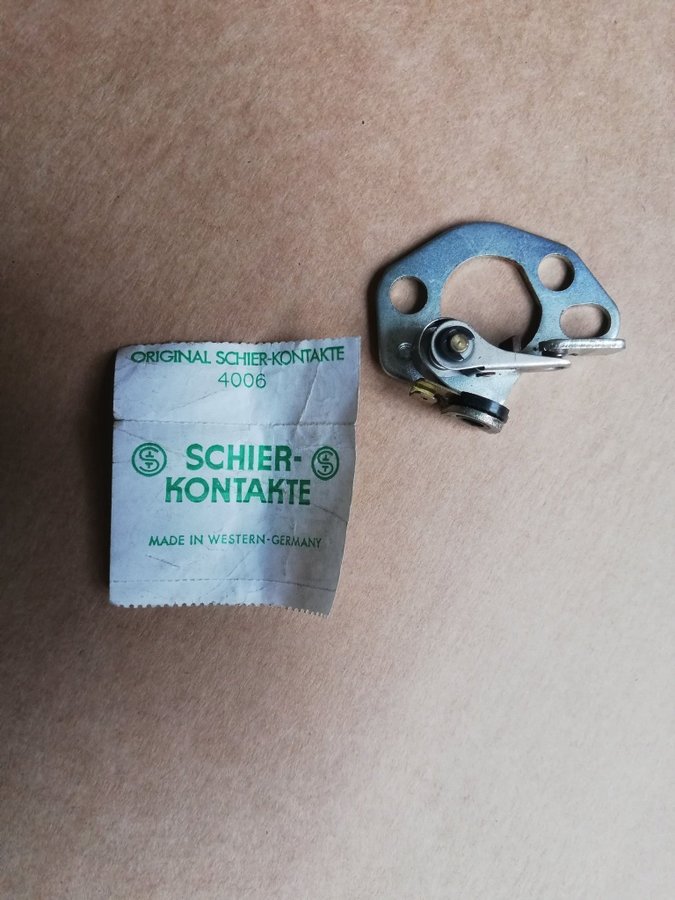 ORIGINAL SCHIER-KONTAKTE
4006
SCHIER-
KONTAKTE
MADE IN WESTERN-GERMANY